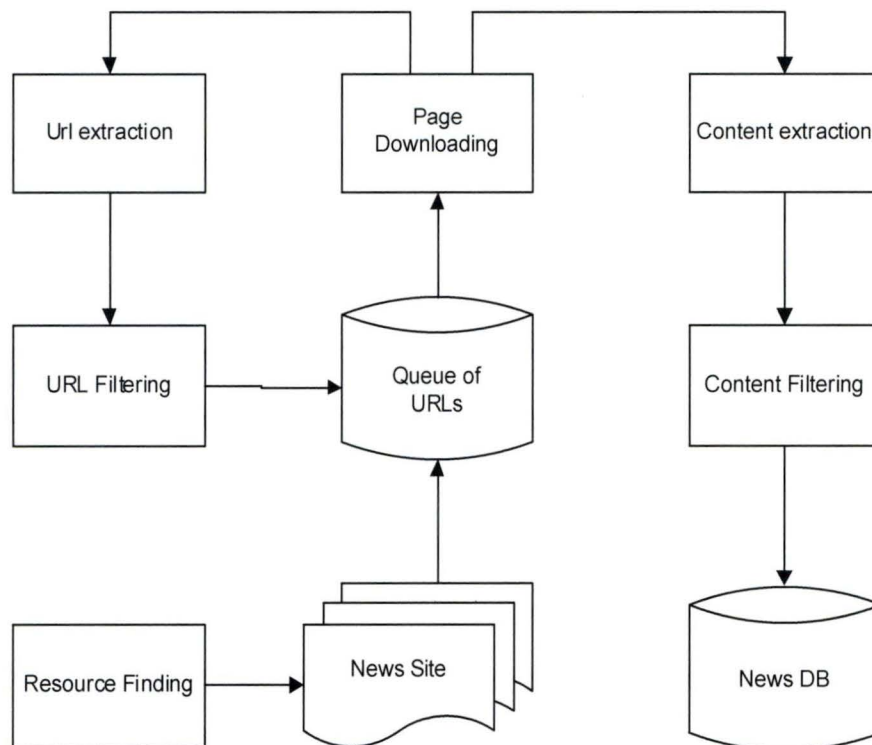 Url extraction
Page
Downloading
Content extraction
URL Filtering
Queue of
URLs
Content Filtering
Resource Finding
News Site
News DB